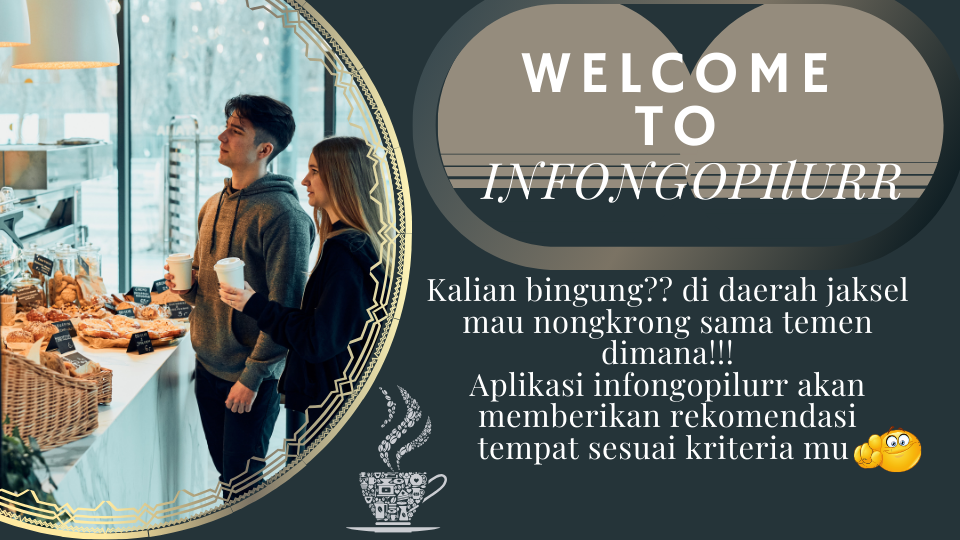 WELCOME
TO
INFONGOPIlURR
Kalian bingung?? di daerah jaksel
mau nongkrong sama temen
dimana!!!
Aplikasi infongopilurr akan
memberikan rekomendasi
tempat sesuai kriteria mu